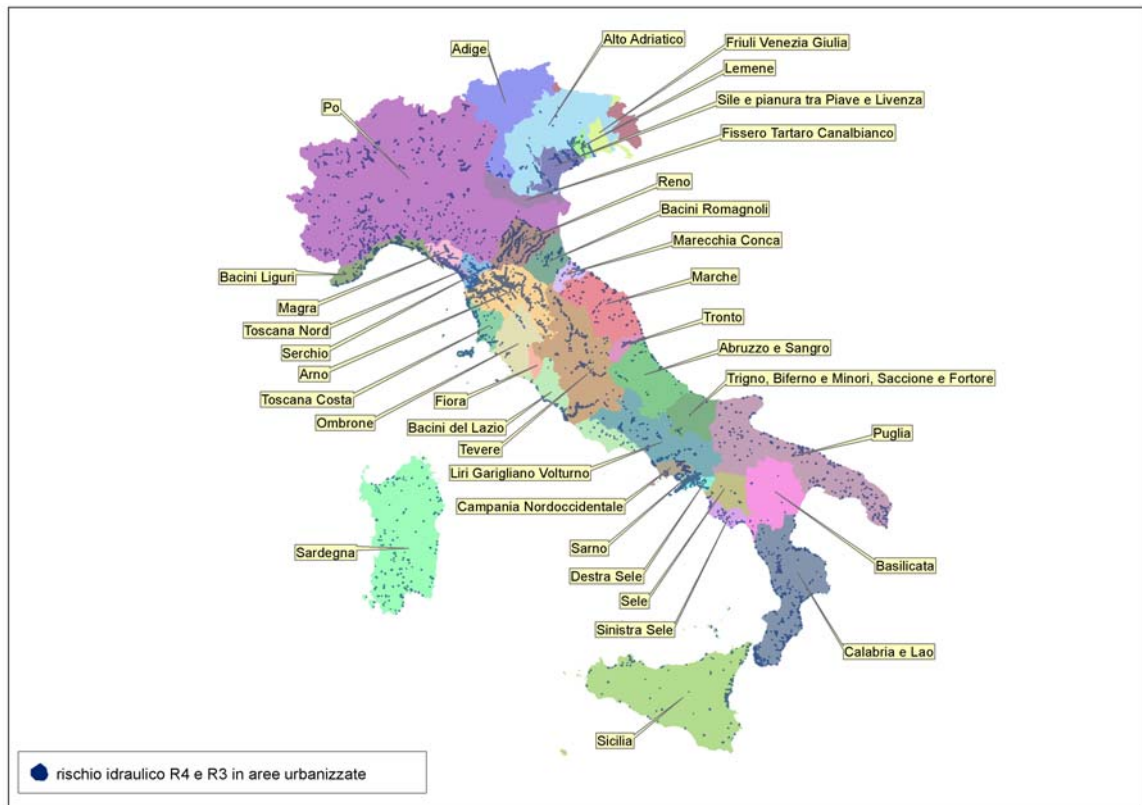 Alto Adriatico
Friuli Venezia Giulia
Adige
Lemene
Sile e pianura tra Piave e Livenza
Po
Fissero Tartaro Canalbianco
Reno
Bacini Romagnoli
Marecchia Conca
Bacini Liguri
Marche
Magra
Toscana Nord
Tronto
Serchio
Abruzzo e Sangro
Arno
Trigno, Biferno e Minori, Saccione e Fortore
Toscana Costa
Fiora
Ombrone
Bacini del Lazio
Puglia
Tevere
Liri Garigliano Volturno
Campania Nordoccidentale
Sarno
Sardegna
Basilicata
Destra Sele
Sele
Sinistra Sele
Calabria e Lao
Sicilia
rischio idraulico R4 e R3 in aree urbanizzate